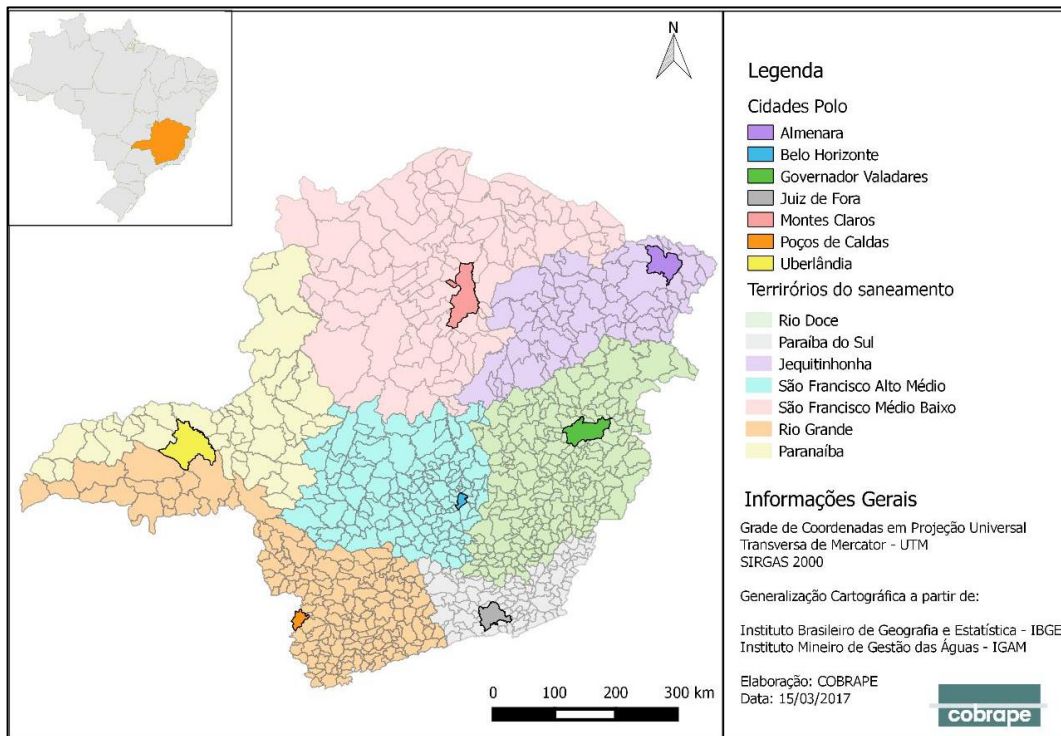 N
Legenda
Cidades Polo
Almenara
Belo Horizonte
Governador Valadares
Juiz de Fora
Montes Claros
Poços de Caldas
Uberlândia
Terrirórios do saneamento
Rio Doce
Paraíba do Sul
Jequitinhonha
São Francisco Alto Médio
São Francisco Médio Baixo
Rio Grande
Paranaíba
Informações Gerais
Grade de Coordenadas em Projeção Universal
Transversa de Mercator - UTM
SIRGAS 2000
Generalização Cartográfica a partir de:
Instituto Brasileiro de Geografia e Estatística - IBGE
Instituto Mineiro de Gestão das Águas - IGAM
Elaboração: COBRAPE
Data: 15/03/2017
cobrape
0 100 200 300 km